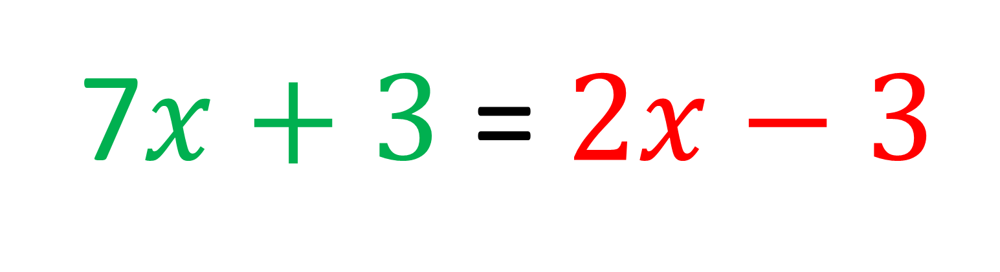 7x + 3 = 2x − 3